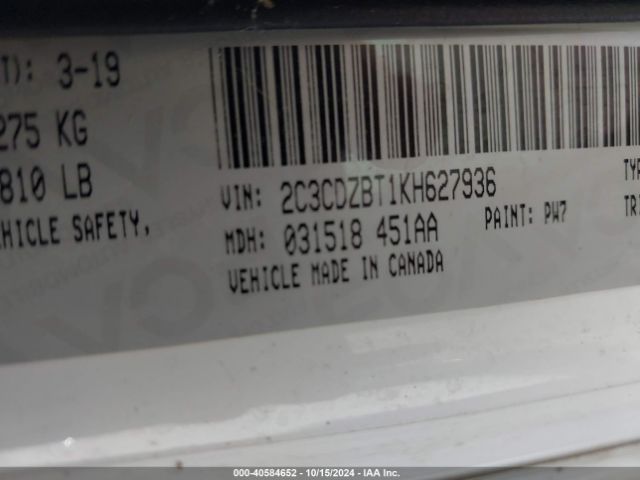 T): 3-19
275 KG
810 LB
HICLE SAFETY,
VIN: 2C3CDZBT1KH627936
TYP
MDH: 031518 451AA
PAINT: PW7
TRI
VEHICLE MADE IN CANADA
000-40584652 - 10/15/2024 - IAA Inc.